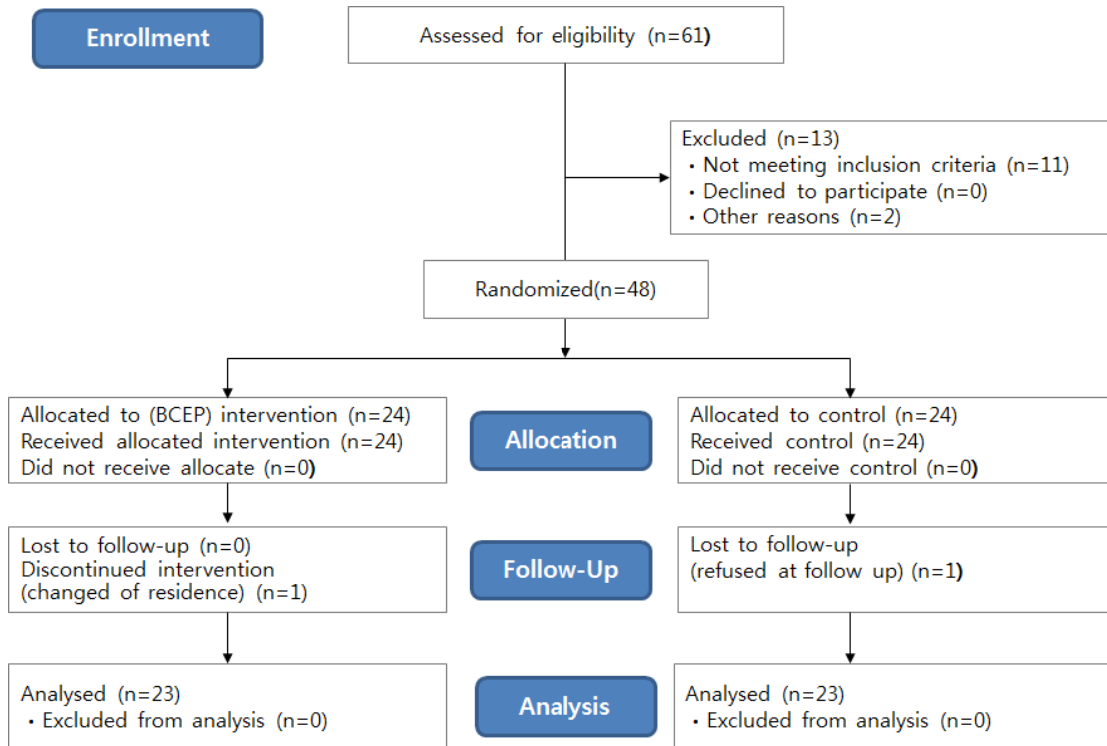 Enrollment
Assessed for eligibility (n=61)
Excluded (n=13)
・Not meeting inclusion criteria (n=11)
・Declined to participate (n=0)
・Other reasons (n=2)
Randomized(n=48)
Allocated to (BCEP) intervention (n=24)
Received allocated intervention (n=24)
Did not receive allocate (n=0)
Allocation
Allocated to control (n=24)
Received control (n=24)
Did not receive control (n=0)
Lost to follow-up (n=0)
Discontinued intervention
(changed of residence) (n=1)
Follow-Up
Lost to follow-up
(refused at follow up) (n=1)
Analysed (n=23)
・Excluded from analysis (n=0)
Analysis
Analysed (n=23)
・Excluded from analysis (n=0)